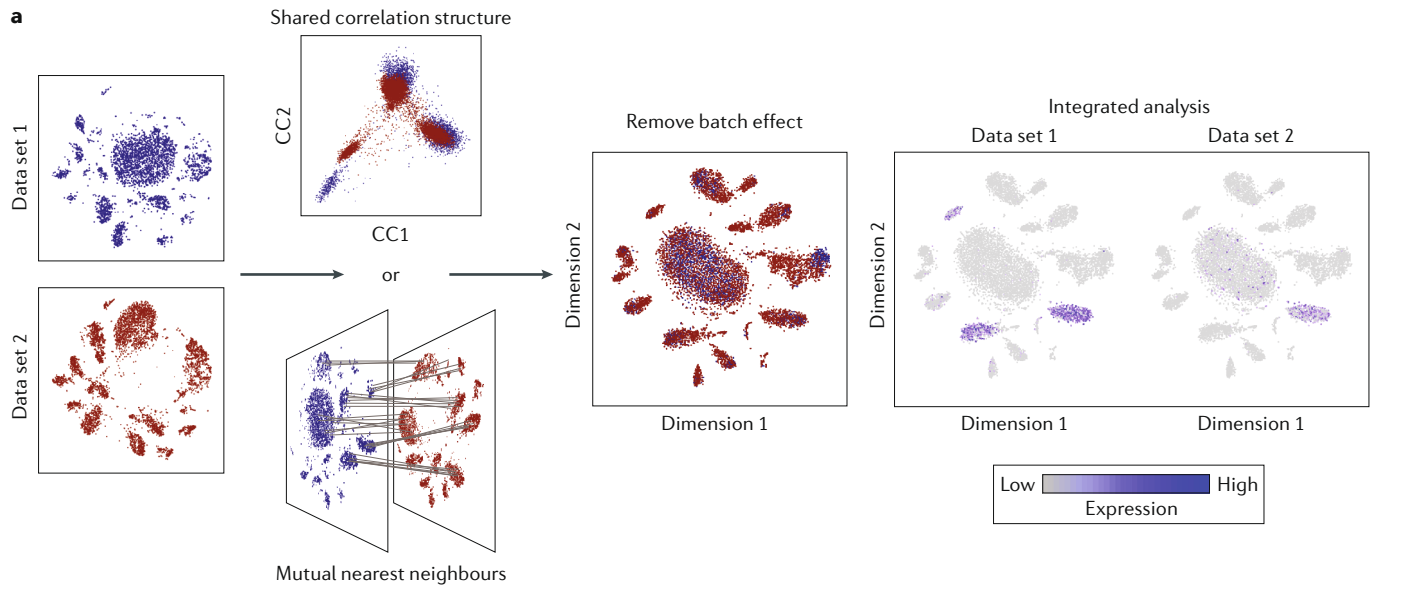 a
Shared correlation structure
Data set 1
CC2
CC1
or
Data set 2
Mutual nearest neighbours
Remove batch effect
Dimension 2
Dimension 1
Integrated analysis
Data set 1
Data set 2
Dimension 2
Dimension 1
Dimension 1
Low
High
Expression